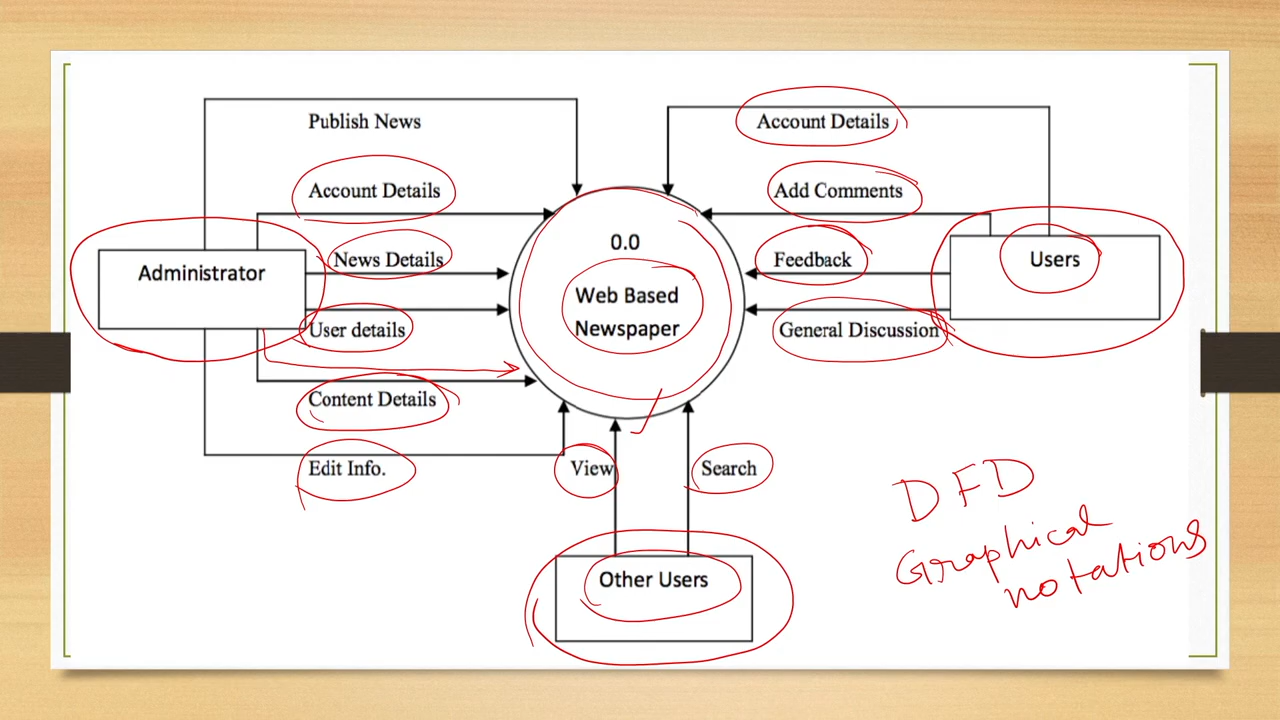 Publish News
Account Details
Account Details
Add Comments
0.0
Administrator
News Details
Feedback
Users
Web Based
Newspaper
User details
General Discussion
Content Details
Edit Info.
View
Search
DFD
Graphical
notations
Other Users